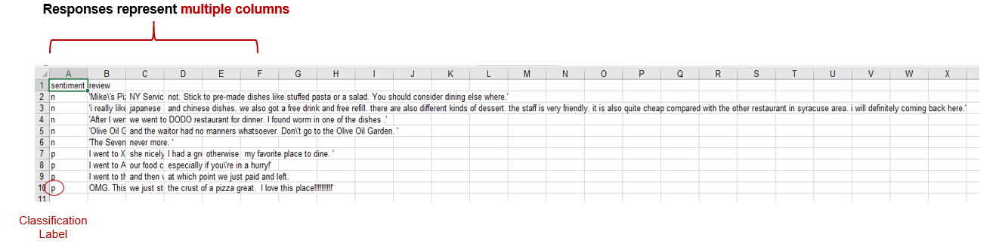 Responses represent multiple columns
A B C D E F G H I J K L M N O P Q R S T U V W X
1 sentiment review
2 n 'Mike\'s Pi: NY Servic not. Stick to pre-made dishes like stuffed pasta or a salad. You should consider dining else where.'
3 n 'i really like japanese and chinese dishes. we also got a free drink and free refill. there are also different kinds of dessert. the staff is very friendly. it is also quite cheap compared with the other restaurant in syracuse area. i will definitely coming back here.'
4 n 'After I wen we went to DODO restaurant for dinner. I found worm in one of the dishes .'
5 n 'Olive Oil G and the waitor had no manners whatsoever. Don\'t go to the Olive Oil Garden. '
6 n 'The Seven never more. '
7 p I went to X she nicely I had a gre otherwise my favorite place to dine. '
8 p I went to A our food c especially if you\'re in a hurry!'
9 p I went to th and then at which point we just paid and left.
10 p OMG. This we just st the crust of a pizza great. I love this place!!!!!!!!!!'
11
Classification
Label